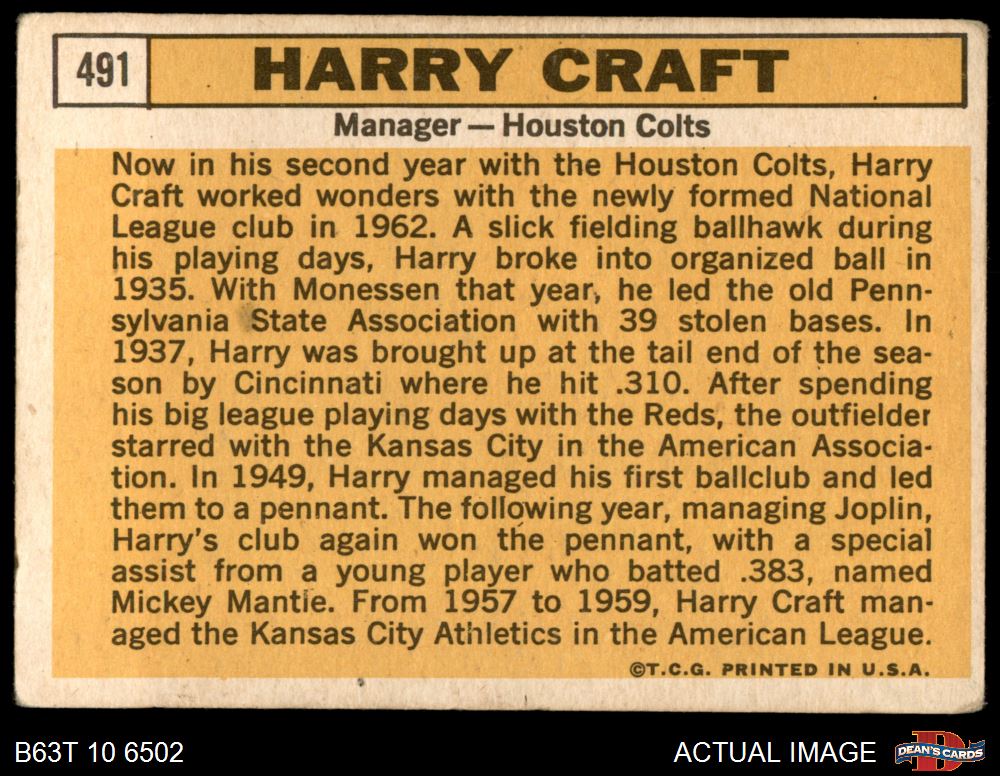 491
HARRY CRAFT
Manager — Houston Colts
Now in his second year with the Houston Colts, Harry
Craft worked wonders with the newly formed National
League club in 1962. A slick fielding ballhawk during
his playing days, Harry broke into organized ball in
1935. With Monessen that year, he led the old Penn-
sylvania State Association with 39 stolen bases. In
1937, Harry was brought up at the tail end of the sea-
son by Cincinnati where he hit .310. After spending
his big league playing days with the Reds, the outfielder
starred with the Kansas City in the American Associa-
tion. In 1949, Harry managed his first ballclub and led
them to a pennant. The following year, managing Joplin,
Harry's club again won the pennant, with a special
assist from a young player who batted .383, named
Mickey Mantle. From 1957 to 1959, Harry Craft man-
aged the Kansas City Athletics in the American League.
©T.C.G. PRINTED IN U.S.A.
B63T 10 6502
ACTUAL IMAGE
D
DEAN'S CARDS